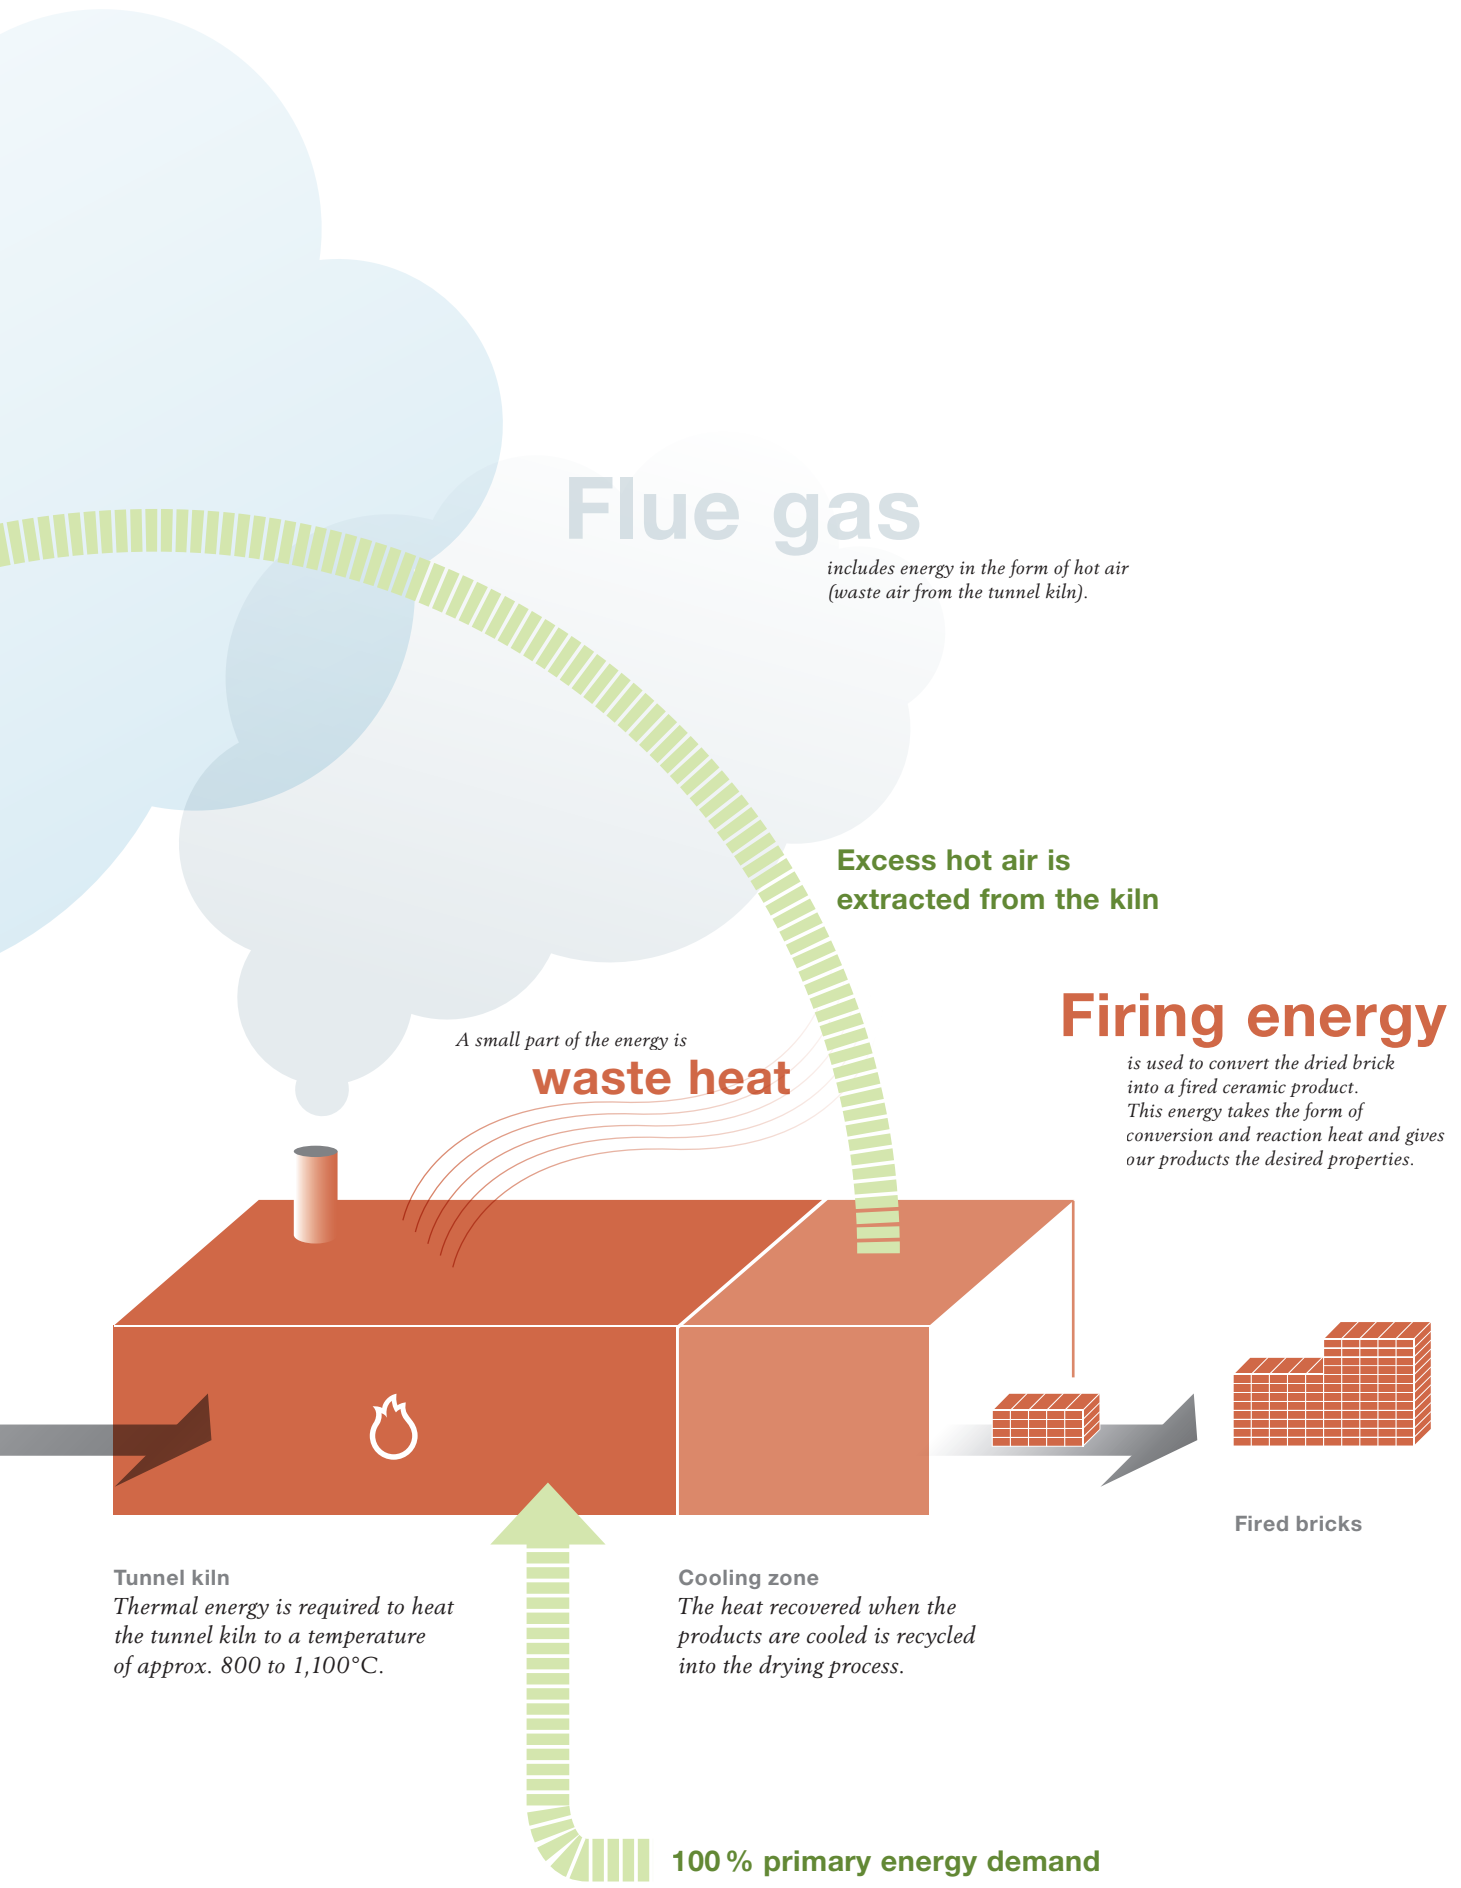 Flue gas
includes energy in the form of hot air
(waste air from the tunnel kiln).
Excess hot air is
extracted from the kiln
Firing energy
is used to convert the dried brick
into a fired ceramic product.
This energy takes the form of
conversion and reaction heat and gives
our products the desired properties.
A small part of the energy is
waste heat
Fired bricks
Tunnel kiln
Thermal energy is required to heat
the tunnel kiln to a temperature
of approx. 800 to 1,100°C.
Cooling zone
The heat recovered when the
products are cooled is recycled
into the drying process.
100 % primary energy demand